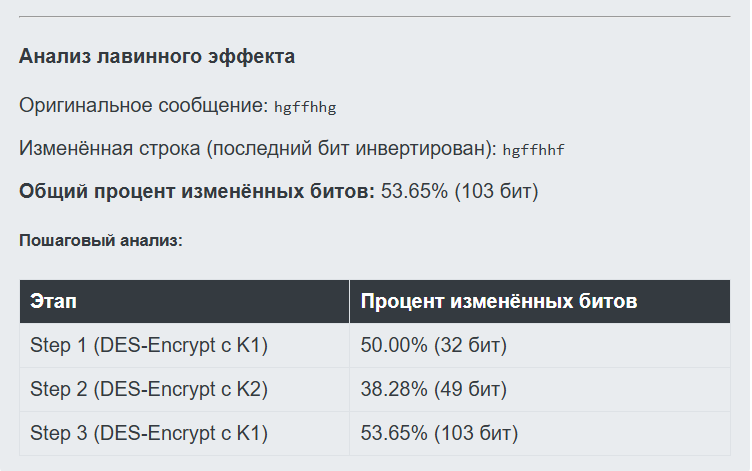 Анализ лавинного эффекта
Оригинальное сообщение: hgffhhg
Изменённая строка (последний бит инвертирован): hgffhhf
Общий процент изменённых битов: 53.65% (103 бит)
Пошаговый анализ:
Этап Процент изменённых битов
Step 1 (DES-Encrypt с K1) 50.00% (32 бит)
Step 2 (DES-Encrypt с K2) 38.28% (49 бит)
Step 3 (DES-Encrypt с K1) 53.65% (103 бит)